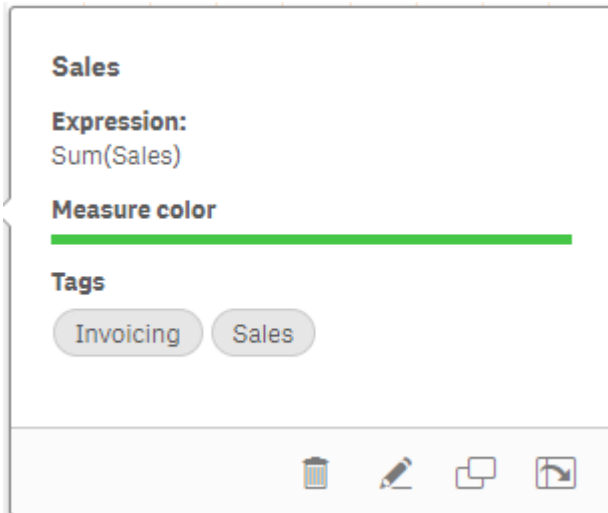 Sales
Expression:
Sum(Sales)
Measure color
Tags
Invoicing Sales